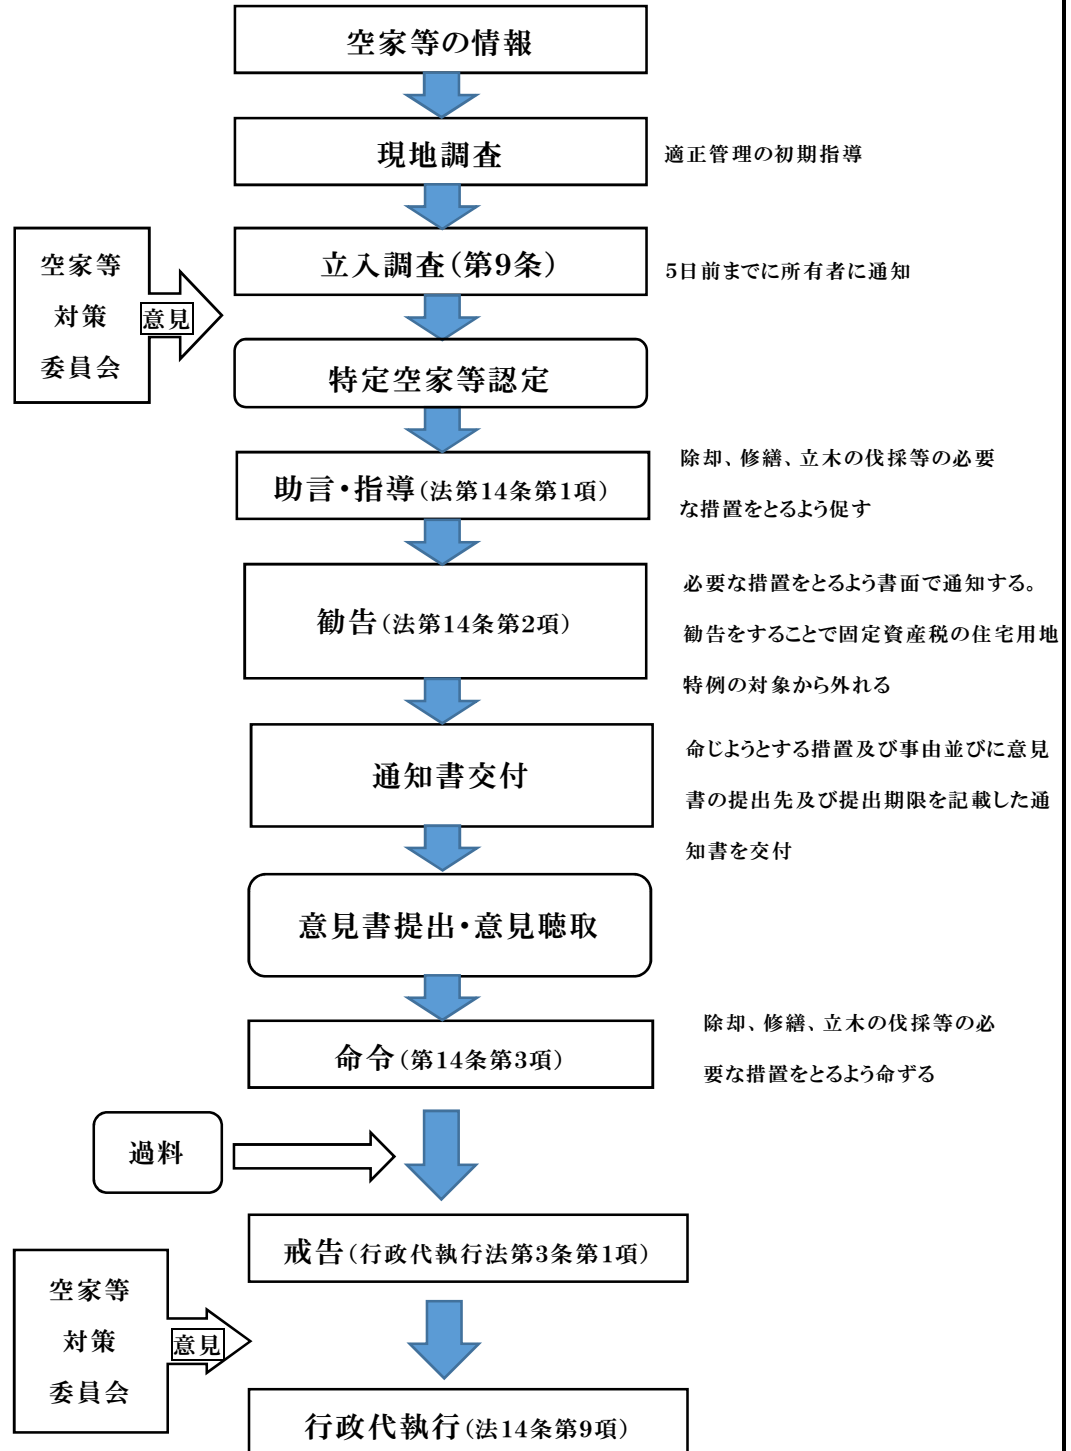 空家等の情報
現地調査
適正管理の初期指導
立入調査（第9条）
5日前までに所有者に通知
空家等
対策
委員会
意見
特定空家等認定
助言・指導（法第14条第1項）
除却、修繕、立木の伐採等の必要
な措置をとるよう促す
勧告（法第14条第2項）
必要な措置をとるよう書面で通知する。
勧告をすることで固定資産税の住宅用地
特例の対象から外れる
通知書交付
命じようとする措置及び事由並びに意見
書の提出先及び提出期限を記載した通
知書を交付
意見書提出・意見聴取
命令（第14条第3項）
除却、修繕、立木の伐採等の必
要な措置をとるよう命ずる
過料
戒告（行政代執行法第3条第1項）
空家等
対策
委員会
意見
行政代執行（法14条第9項）